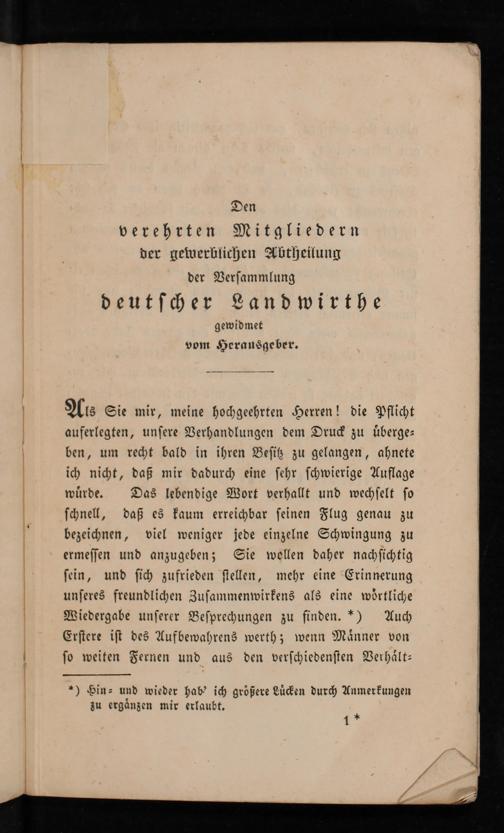 Den
verehrten Mitgliedern
der gewerblichen Abtheilung
der Versammlung
deutscher Landwirthe
gewidmet
vom Herausgeber.
Als Sie mir, meine hochgeehrten Herren! die Pflicht
auferlegten, unsere Verhandlungen dem Druck zu überge-
ben, um recht bald in ihren Besitz zu gelangen, ahnete
ich nicht, daß mir dadurch eine sehr schwierige Auflage
würde. Das lebendige Wort verhallt und wechselt so
schnell, daß es kaum erreichbar seinen Flug genau zu
bezeichnen, viel weniger jede einzelne Schwingung zu
ermessen und anzugeben; Sie wollen daher nachsichtig
sein, und sich zufrieden stellen, mehr eine Erinnerung
unseres freundlichen Zusammenwirkens als eine wörtliche
Wiedergabe unserer Besprechungen zu finden. *) Auch
Erstere ist des Aufbewahrens werth; wenn Männer von
so weiten Fernen und aus den verschiedensten Verhält-
*) Hin- und wieder hab' ich größere Lücken durch Anmerkungen
zu ergänzen mir erlaubt.
1*